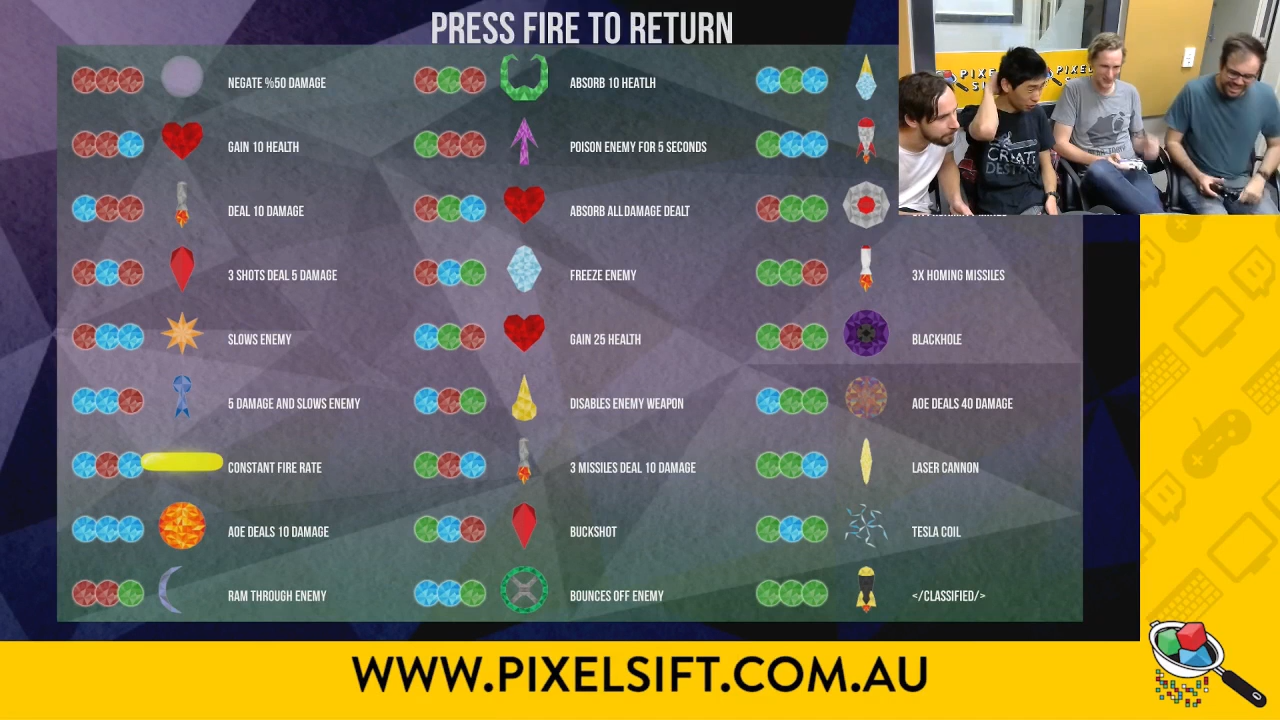 PRESS FIRE TO RETURN
NEGATE %50 DAMAGE
GAIN 10 HEALTH
DEAL 10 DAMAGE
3 SHOTS DEAL 5 DAMAGE
SLOWS ENEMY
5 DAMAGE AND SLOWS ENEMY
CONSTANT FIRE RATE
AOE DEALS 10 DAMAGE
RAM THROUGH ENEMY
ABSORB 10 HEATLH
POISON ENEMY FOR 5 SECONDS
ABSORB ALL DAMAGE DEALT
FREEZE ENEMY
GAIN 25 HEALTH
DISABLES ENEMY WEAPON
3 MISSILES DEAL 10 DAMAGE
BUCKSHOT
BOUNCES OFF ENEMY
3X HOMING MISSILES
BLACKHOLE
AOE DEALS 40 DAMAGE
LASER CANNON
TESLA COIL
</CLASSIFIED/>
CREATE
WWW.PIXELSIFT.COM.AU